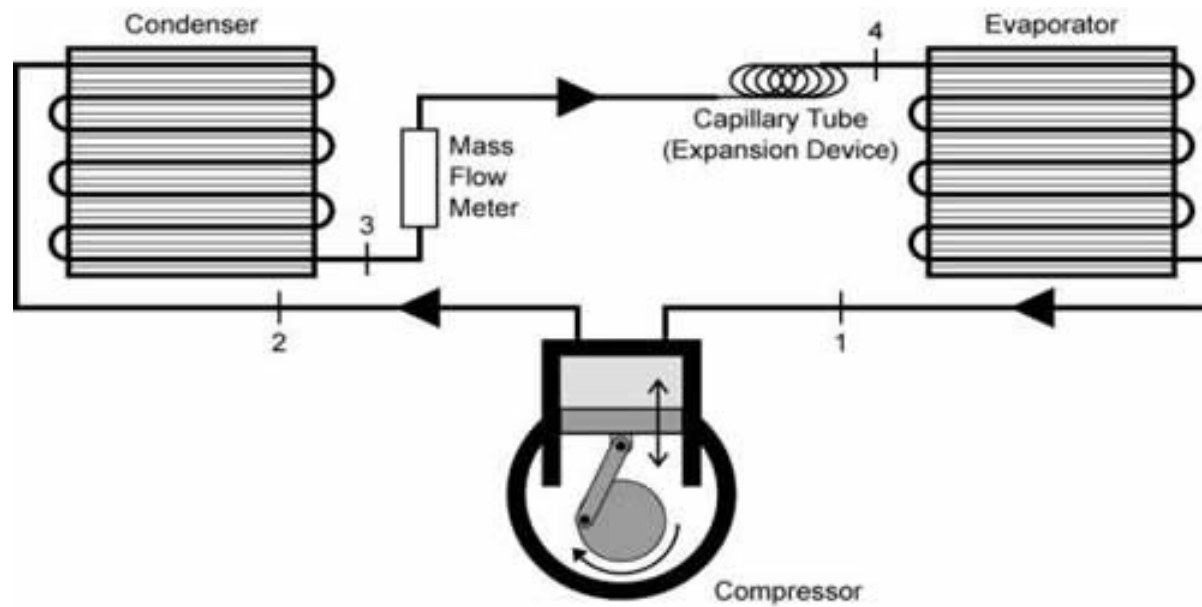 Condenser
4
Evaporator
Capillary Tube
(Expansion Device)
Mass
Flow
Meter
3
2
1
Compressor